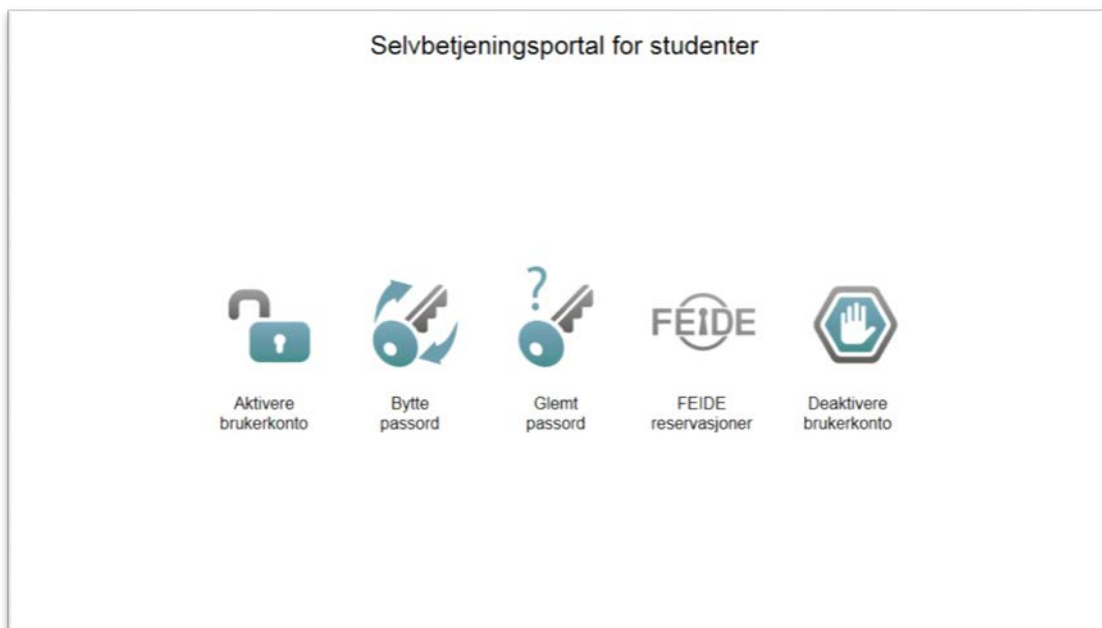 Selvbetjeningsportal for studenter
?
FEIDE
Aktivere
brukerkonto
Bytte
passord
Glemt
passord
FEIDE
reservasjoner
Deaktivere
brukerkonto